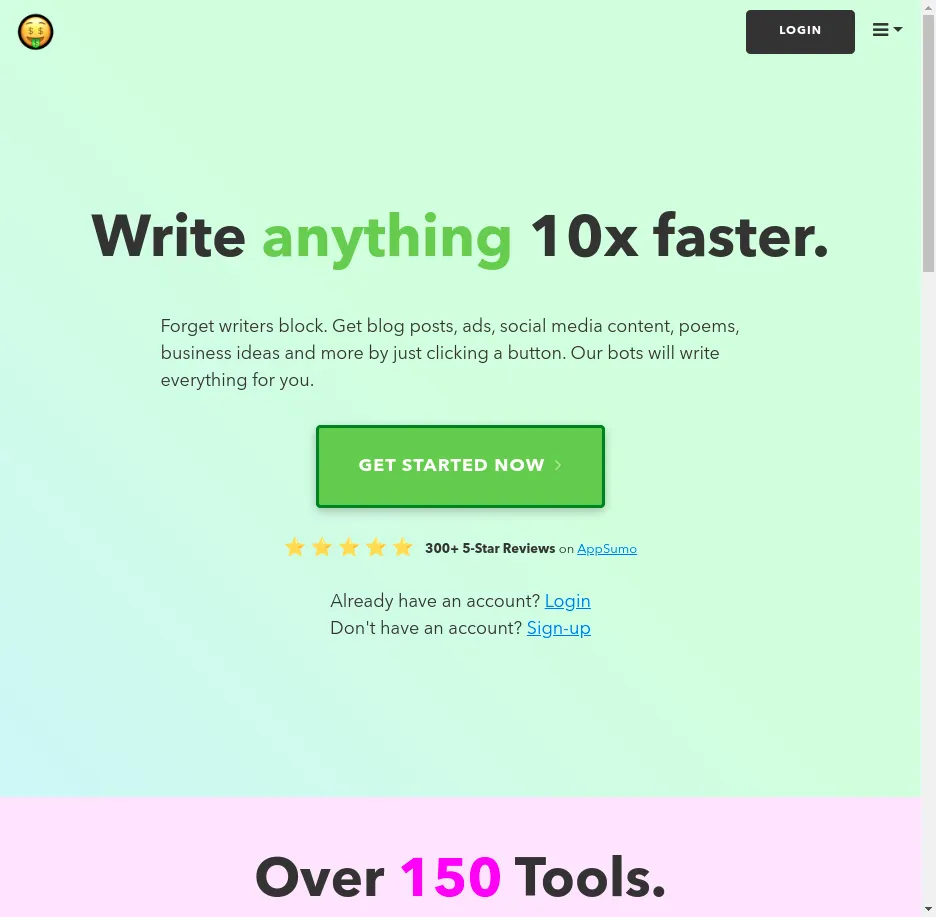 LOGIN
Write anything 10x faster.
Forget writers block. Get blog posts, ads, social media content, poems,
business ideas and more by just clicking a button. Our bots will write
everything for you.
GET STARTED NOW
300+ 5-Star Reviews on AppSumo
Already have an account? Login
Don't have an account? Sign-up
Over 150 Tools.